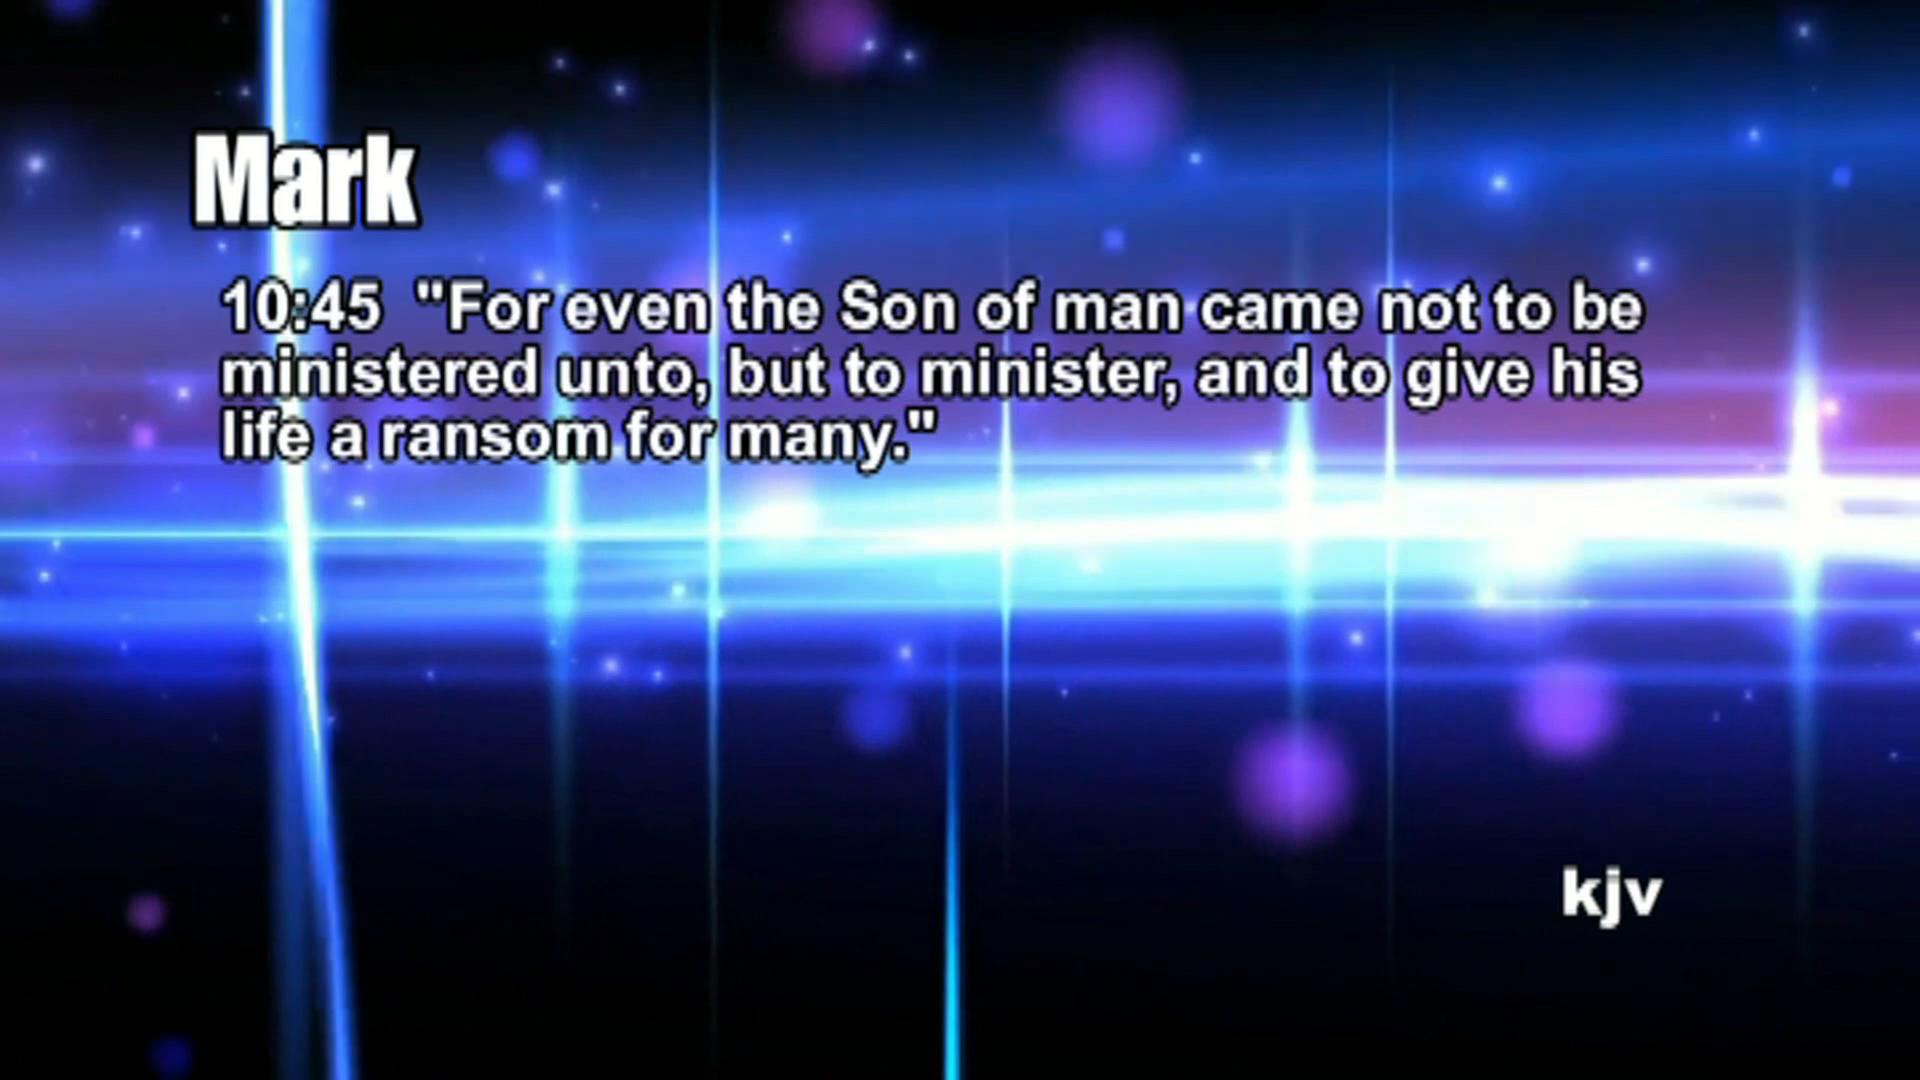 Mark
10:45 "For even the Son of man came not to be
ministered unto, but to minister, and to give his
life a ransom for many."
kjv